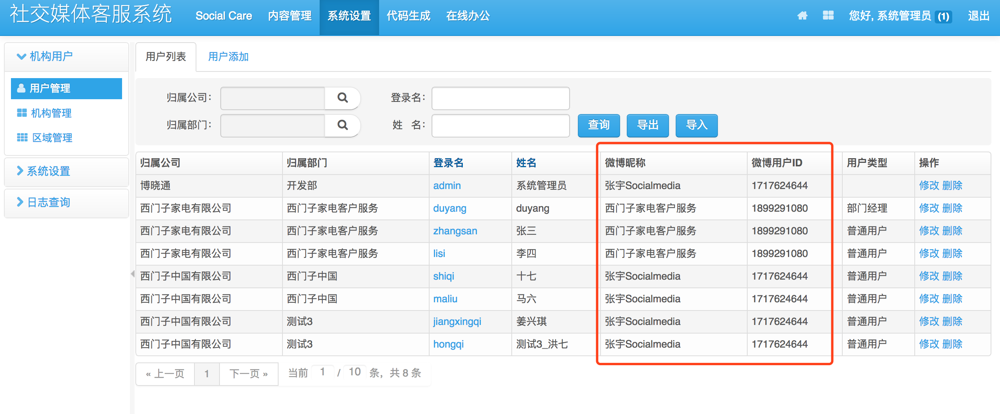 社交媒体客服系统 Social Care 内容管理 系统设置 代码生成 在线办公 您好, 系统管理员 (1) 退出
机构用户
用户管理
机构管理
区域管理
系统设置
日志查询
用户列表 用户添加
归属公司： 登录名：
归属部门： 姓 名： 查询 导出 导入
归属公司 归属部门 登录名 姓名 微博昵称 微博用户ID 用户类型 操作
博晓通 开发部 admin 系统管理员 张宇Socialmedia 1717624644 修改 删除
西门子家电有限公司 西门子家电客户服务 duyang duyang 西门子家电客户服务 1899291080 部门经理 修改 删除
西门子家电有限公司 西门子家电客户服务 zhangsan 张三 西门子家电客户服务 1899291080 普通用户 修改 删除
西门子家电有限公司 西门子家电客户服务 lisi 李四 西门子家电客户服务 1899291080 普通用户 修改 删除
西门子中国有限公司 西门子中国 shiqi 十七 张宇Socialmedia 1717624644 普通用户 修改 删除
西门子中国有限公司 西门子中国 maliu 马六 张宇Socialmedia 1717624644 普通用户 修改 删除
西门子中国有限公司 测试3 jiangxingqi 姜兴琪 张宇Socialmedia 1717624644 普通用户 修改 删除
西门子中国有限公司 测试3 hongqi 测试3_洪七 张宇Socialmedia 1717624644 普通用户 修改 删除
« 上一页 1 下一页 » 当前 1 / 10 条，共 8 条